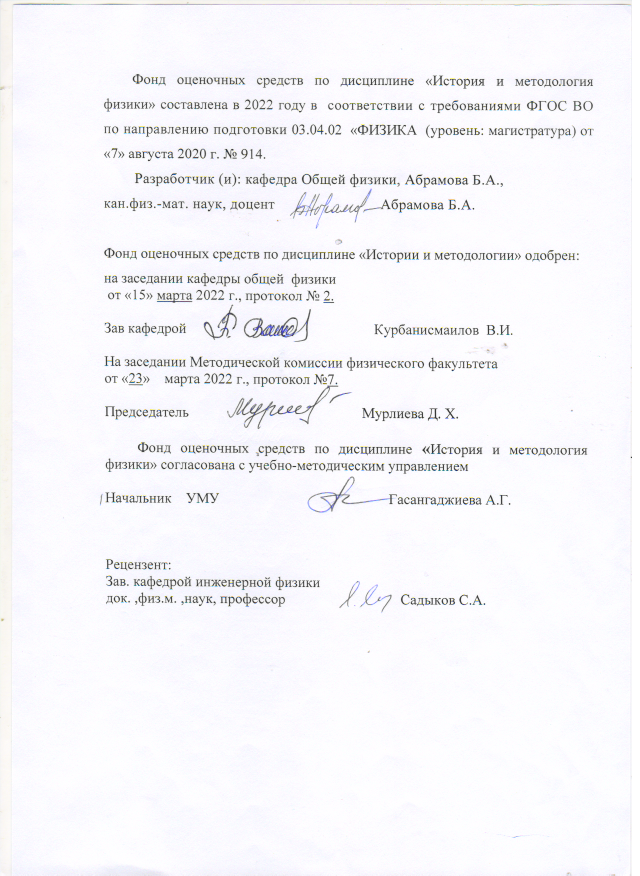 Фонд оценочных средств по дисциплине «История и методология
физики» составлена в 2022 году в соответствии с требованиями ФГОС ВО
по направлению подготовки 03.04.02 «ФИЗИКА (уровень: магистратура) от
«7» августа 2020 г. № 914.
Разработчик (и): кафедра Общей физики, Абрамова Б.А.,
кан.физ.-мат. наук, доцент Абрамова Б.А.
Фонд оценочных средств по дисциплине «Истории и методологии» одобрен:
на заседании кафедры общей физики
от «15» марта 2022 г., протокол № 2.
Зав кафедрой Курбанисмаилов В.И.
На заседании Методической комиссии физического факультета
от «23» марта 2022 г., протокол №7.
Председатель Мурлиева Д. Х.
Фонд оценочных средств по дисциплине «История и методология
физики» согласована с учебно-методическим управлением
Начальник УМУ Гасангаджиева А.Г.
Рецензент:
Зав. кафедрой инженерной физики
док. ,физ.м. ,наук, профессор Садыков С.А.